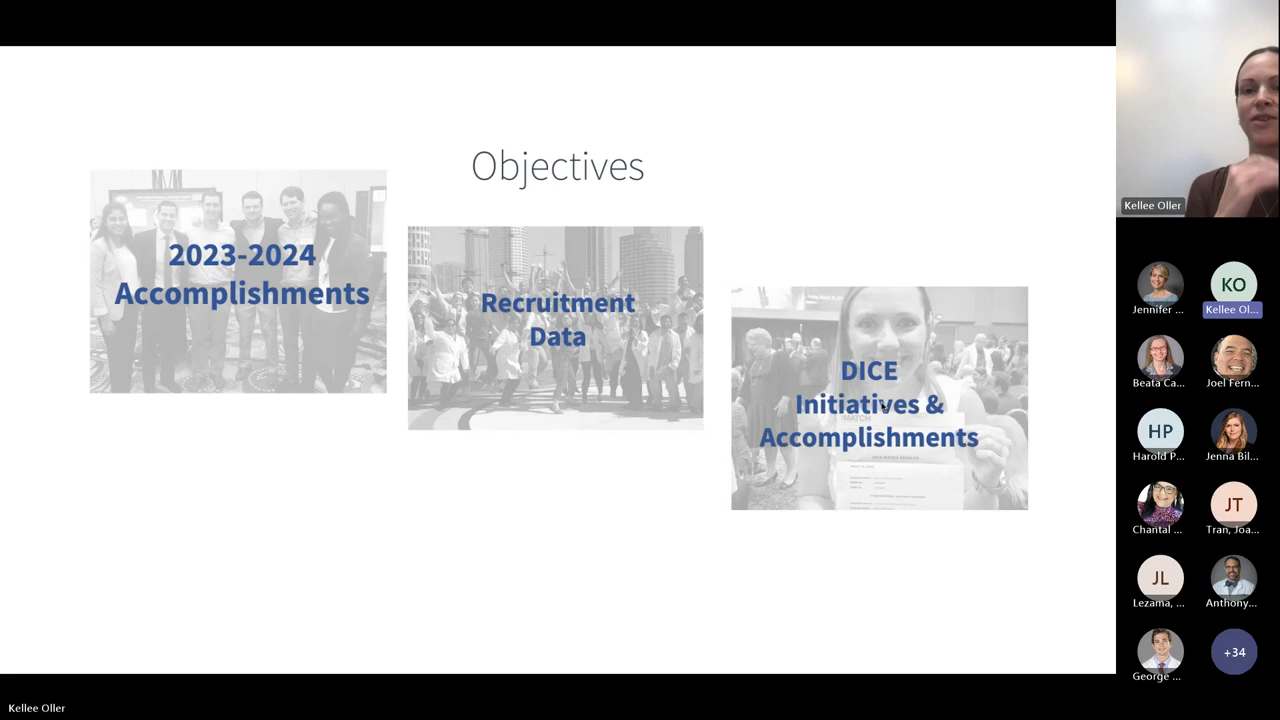 Objectives
2023-2024
Accomplishments
Recruitment
Data
DICE
Initiatives &
Accomplishments
MATCH
Kellee Oller
Jennifer ...
KO
Kellee Ol...
Beata Ca...
Joel Fern...
HP
Harold P...
Jenna Bil...
Chantal ...
JT
Tran, Joa...
JL
Lezama, ...
Anthony...
George ...
+34
Kellee Oller